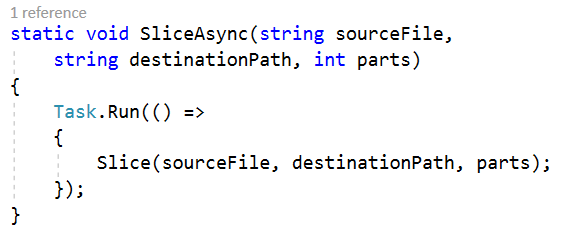 1 reference
static void SliceAsync(string sourceFile,
    string destinationPath, int parts)
{
    Task.Run(() =>
    {
        Slice(sourceFile, destinationPath, parts);
    });
}